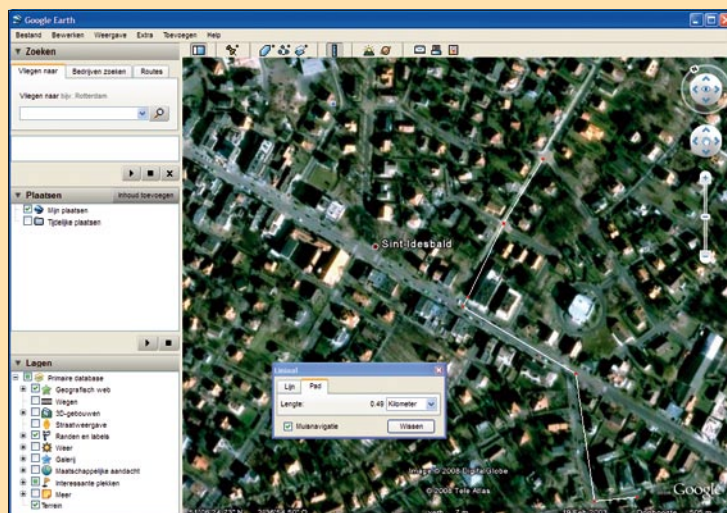 Google Earth
Bestand Bewerken Weergave Extra Toevoegen Help
▼ Zoeken
Vliegen naar Bedrijven zoeken Routes
Vliegen naar bijv. Rotterdam
▼ Plaatsen Inhoud toevoegen
Mijn plaatsen
Tijdelijke plaatsen
Sint-Idesbald
▼ Lagen
Primaire database
Geografisch web
Wegen
3D-gebouwen
Straatweergave
Randen en labels
Weer
Galerij
Maatschappelijke aandacht
Interessante plekken
Meer
Terrein
Liniaal
Lijn Pad
Lengte: 0.49 Kilometer
Muisnavigatie Wissen
Image © 2008 DigitalGlobe
© 2008 Tele Atlas
Google